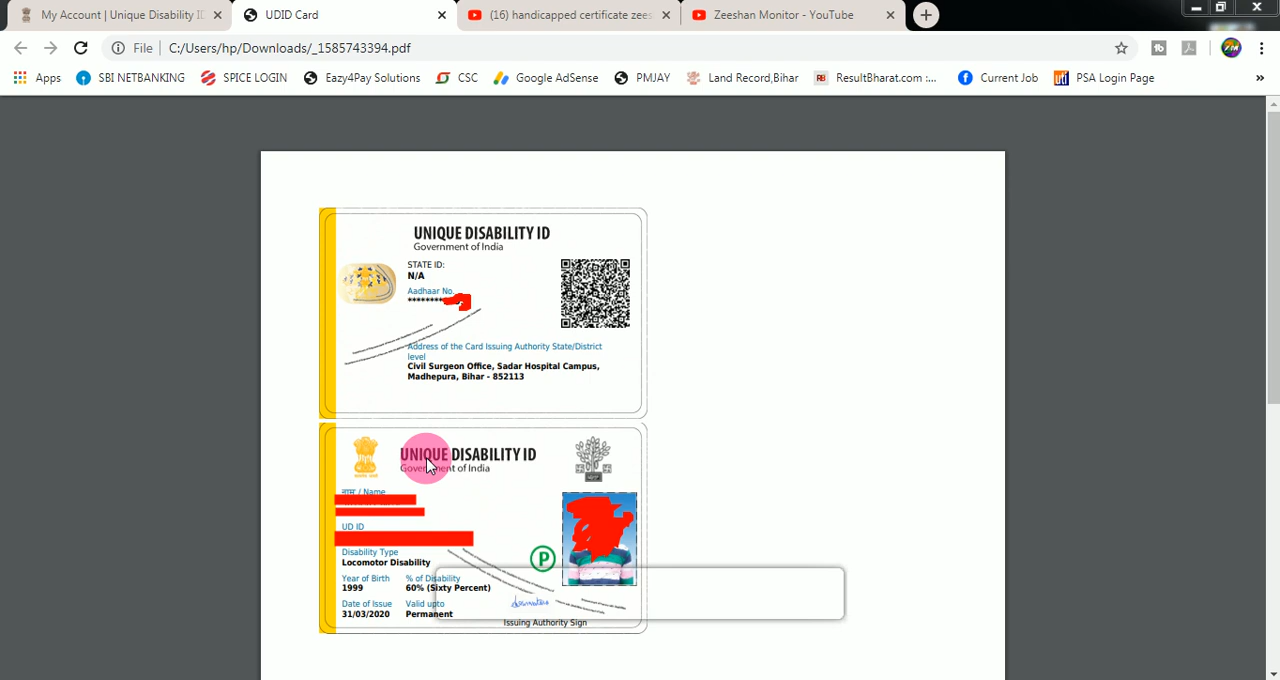 My Account | Unique Disability ID
UDID Card
(16) handicapped certificate zees
Zeeshan Monitor - YouTube
File
C:/Users/hp/Downloads/_1585743394.pdf
Apps
SBI NETBANKING
SPICE LOGIN
Eazy4Pay Solutions
CSC
Google AdSense
PMJAY
Land Record,Bihar
ResultBharat.com :...
Current Job
PSA Login Page
»
UNIQUE DISABILITY ID
Government of India
STATE ID:
N/A
Aadhaar No.
Address of the Card Issuing Authority State/District
level
Civil Surgeon Office, Sadar Hospital Campus,
Madhepura, Bihar - 852113
UNIQUE DISABILITY ID
Government of India
नाम / Name
UD ID
Disability Type
Locomotor Disability
P
Year of Birth % of Disability
1999 60% (Sixty Percent)
Date of Issue Valid upto
31/03/2020 Permanent
Issuing Authority Sign